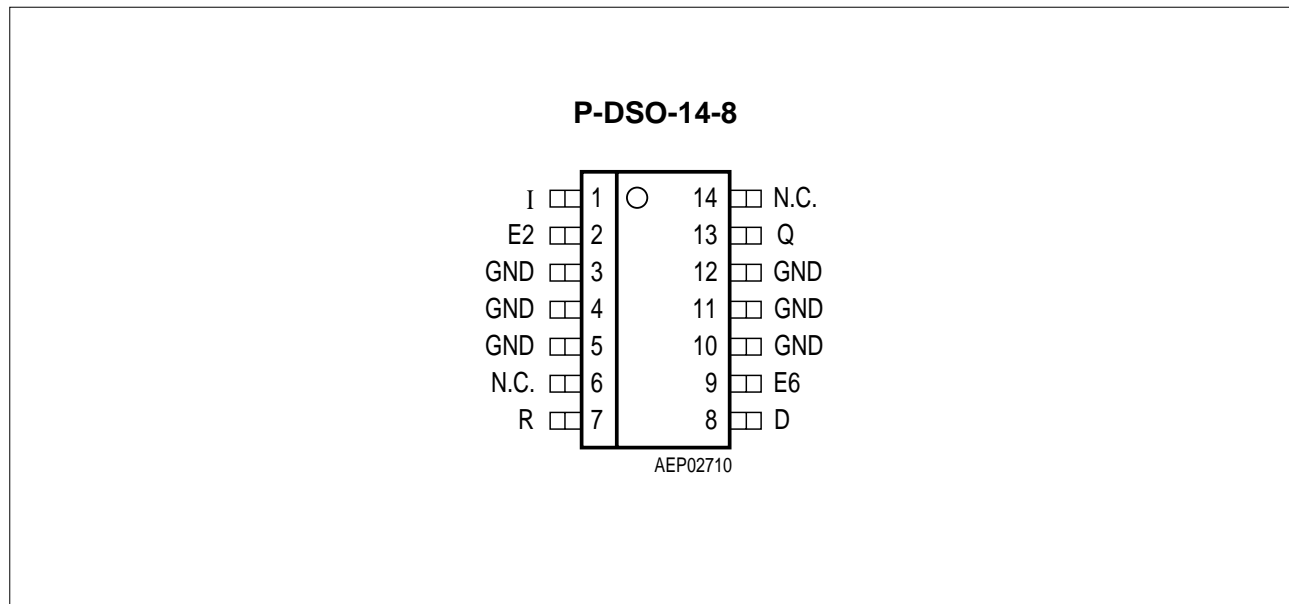 P-DSO-14-8
I 1 14 N.C.
E2 2 13 Q
GND 3 12 GND
GND 4 11 GND
GND 5 10 GND
N.C. 6 9 E6
R 7 8 D
AEP02710